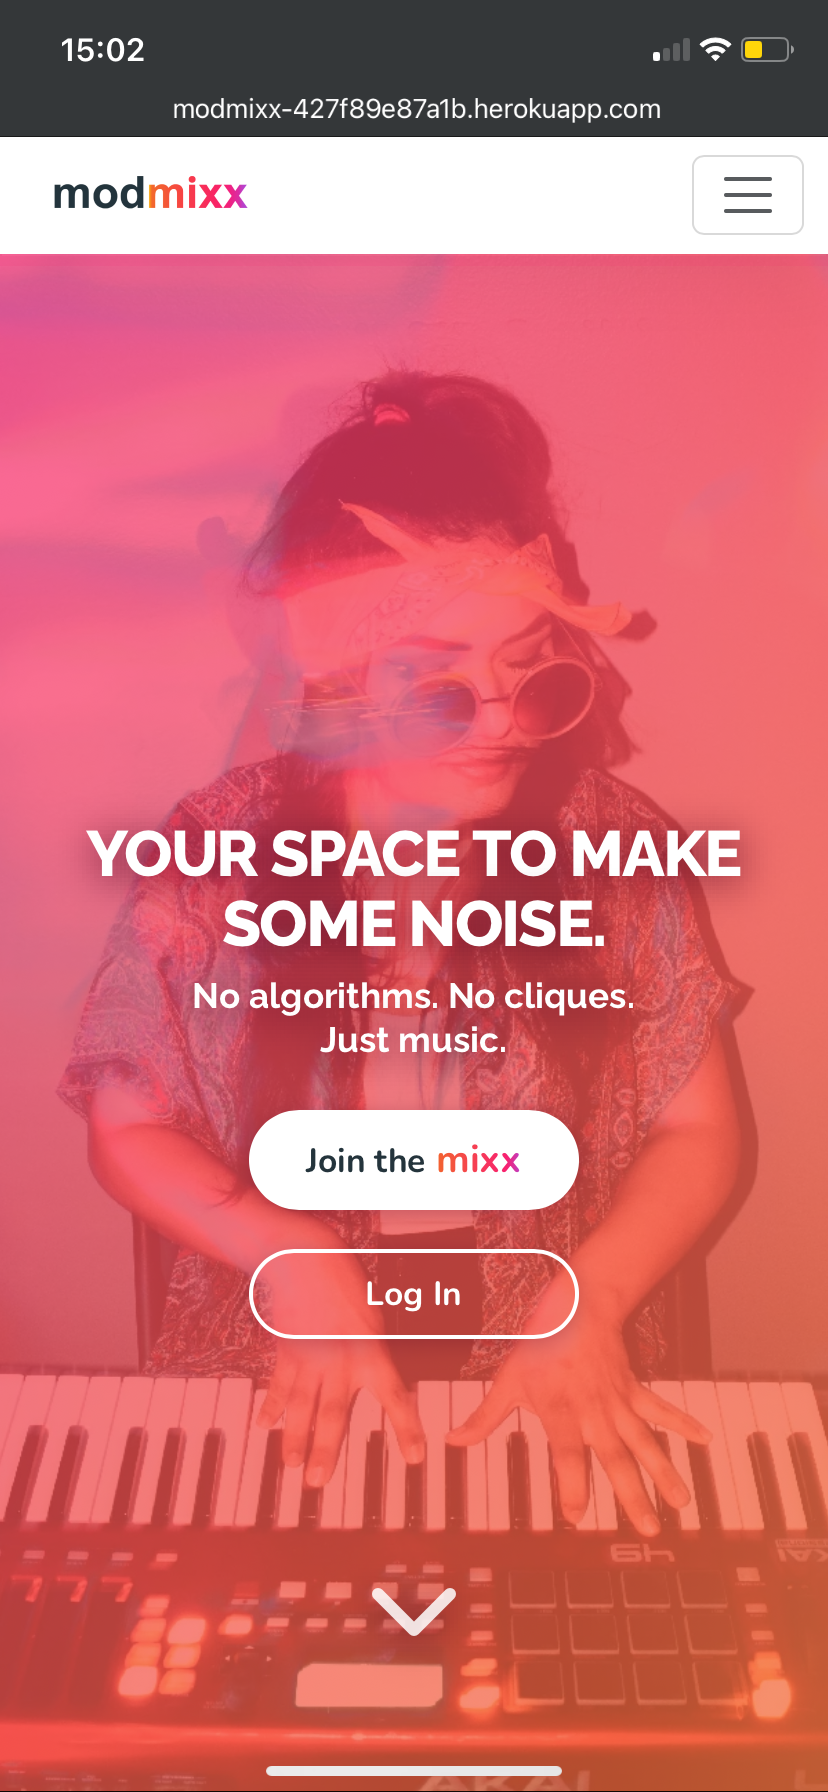 15:02
modmixx-427f89e87a1b.herokuapp.com
modmixx
YOUR SPACE TO MAKE
SOME NOISE.
No algorithms. No cliques.
Just music.
Join the mixx
Log In
AKAI